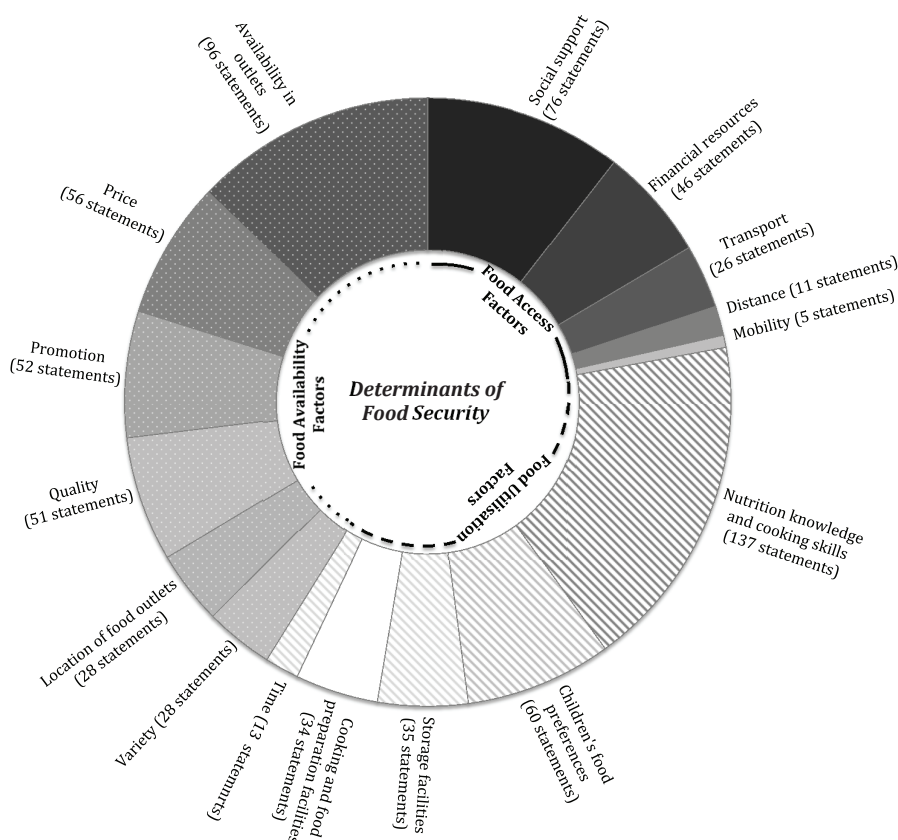 Determinants of
Food Security
Food Access
Factors
Food Utilisation
Factors
Food Availability
Factors
Social support
(76 statements)
Financial resources
(46 statements)
Transport
(26 statements)
Distance (11 statements)
Mobility (5 statements)
Nutrition knowledge
and cooking skills
(137 statements)
Children's food
preferences
(60 statements)
Storage facilities
(35 statements)
Cooking and food
preparation facilities
(34 statements)
Time (13 statemnrts)
Variety (28 statements)
Location of food outlets
(28 statements)
Quality
(51 statements)
Promotion
(52 statements)
Price
(56 statements)
Availability in
outlets
(96 statements)